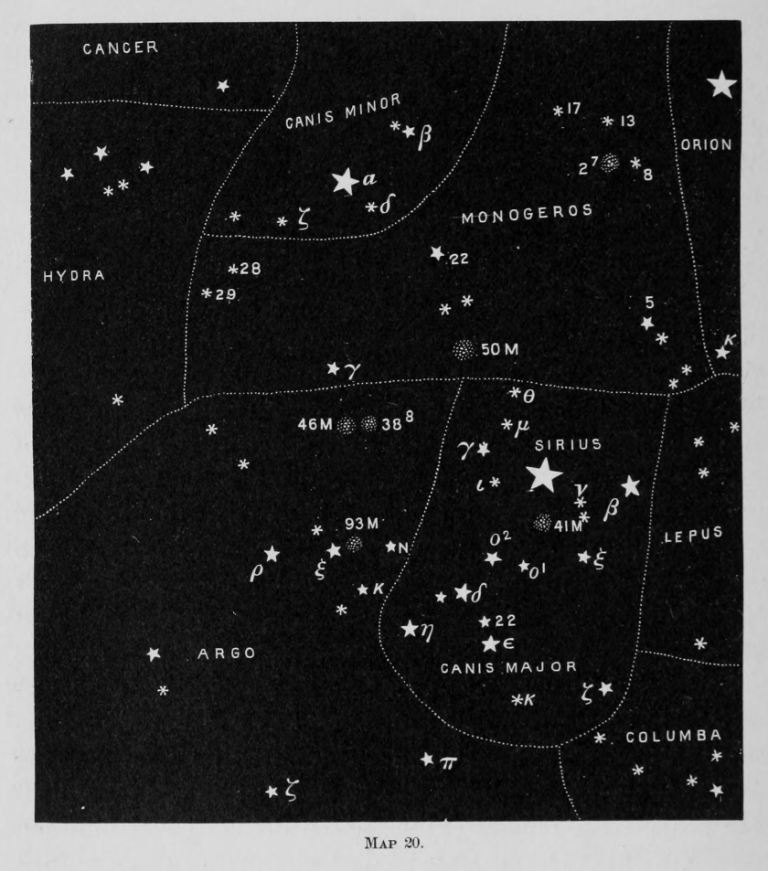 CANCER
CANIS MINOR
β
17
13
ORION
2⁷
8
α
δ
ζ
MONOGEROS
22
HYDRA
28
29
5
κ
50 M
γ
θ
46M
38⁸
μ
SIRIUS
γ
ι
ν
β
93M
41M
LEPUS
N
O²
ρ
ξ
O¹
ξ
κ
δ
22
η
ϵ
ARGO
CANIS MAJOR
κ
ζ
COLUMBA
π
ζ
MAP 20.